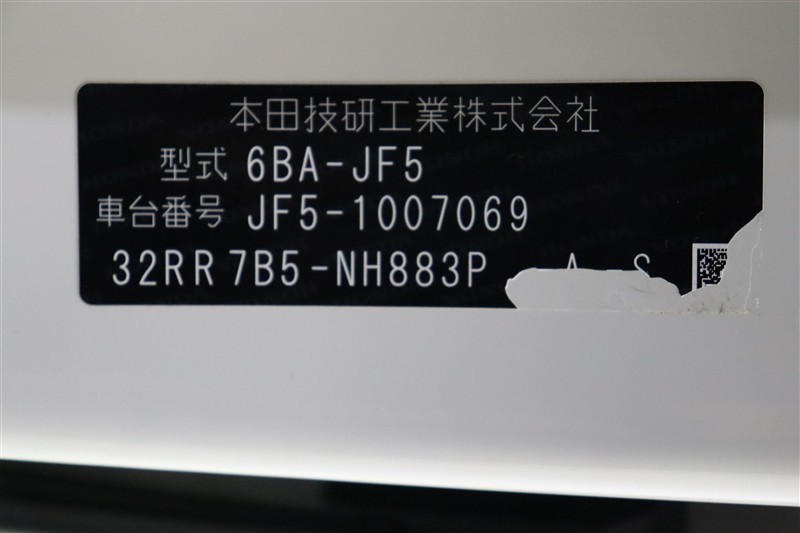 本田技研工業株式会社
型式 6BA-JF5
車台番号 JF5-1007069
32RR 7B5-NH883P A-S